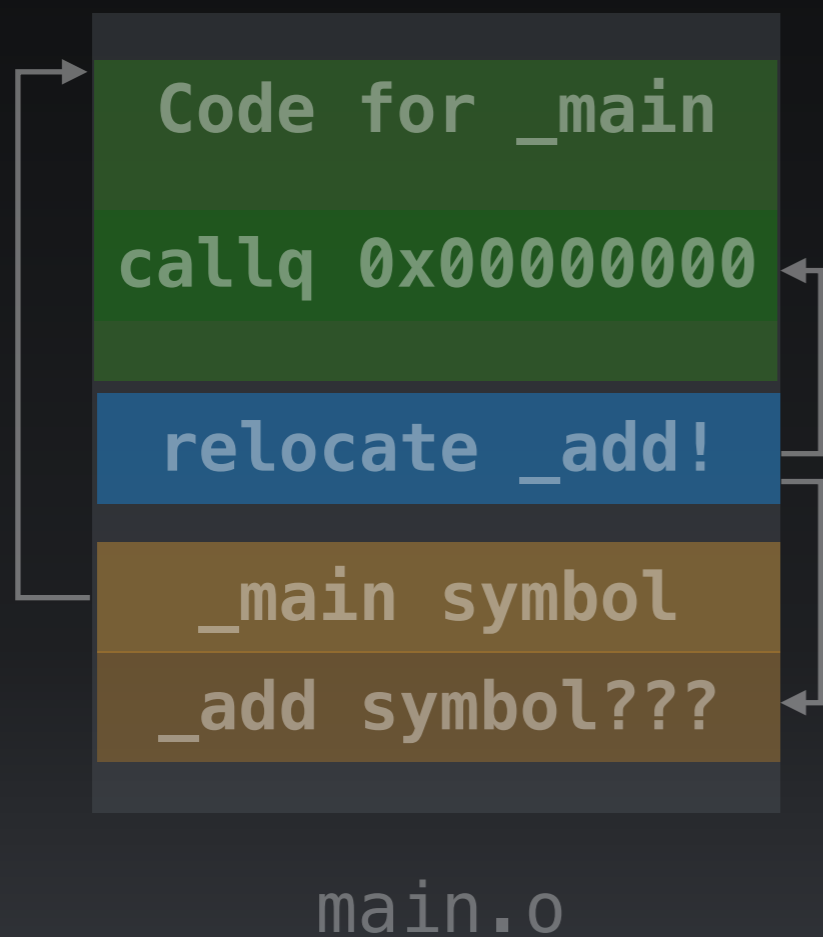 Code for _main
callq 0x00000000
relocate _add!
_main symbol
_add symbol???
main.o